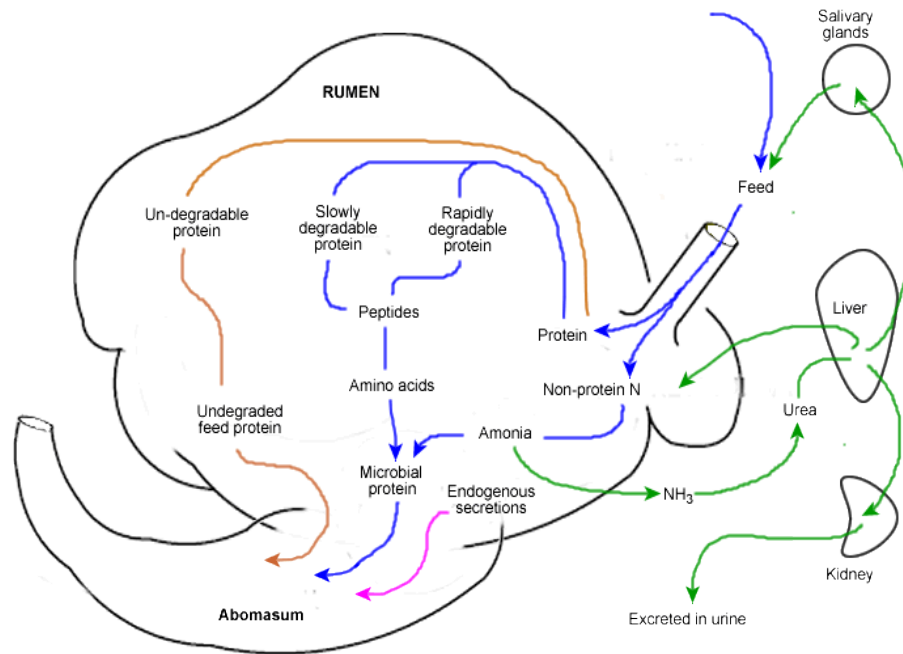 Salivary
glands
RUMEN
Feed
Un-degradable
protein
Slowly
degradable
protein
Rapidly
degradable
protein
Peptides
Protein
Liver
Amino acids
Non-protein N
Undegraded
feed protein
Amonia
Urea
Microbial
protein
Endogenous
secretions
NH₃
Kidney
Abomasum
Excreted in urine